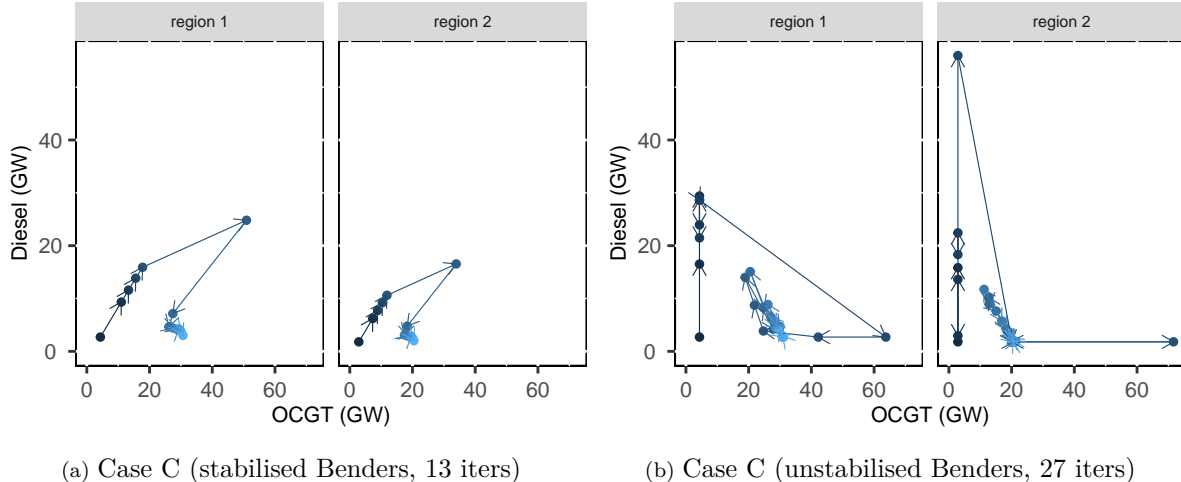 region 1
region 2
region 1
region 2
Diesel (GW)
40
20
0
0 20 40 60
0 20 40 60
OCGT (GW)
Diesel (GW)
40
20
0
0 20 40 60
0 20 40 60
OCGT (GW)
(a) Case C (stabilised Benders, 13 iters)
(b) Case C (unstabilised Benders, 27 iters)